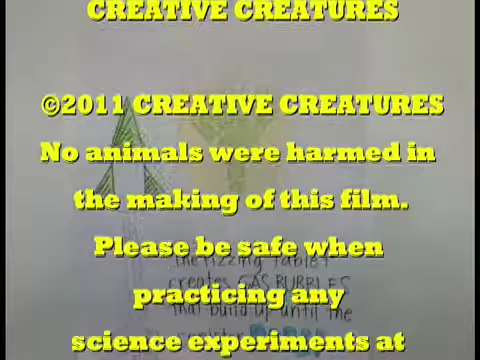 CREATIVE CREATURES
©2011 CREATIVE CREATURES
No animals were harmed in
the making of this film.
Please be safe when
the fizzing tablet
creates GAS BUBBLES
practicing any
that build up until the
science experiments at